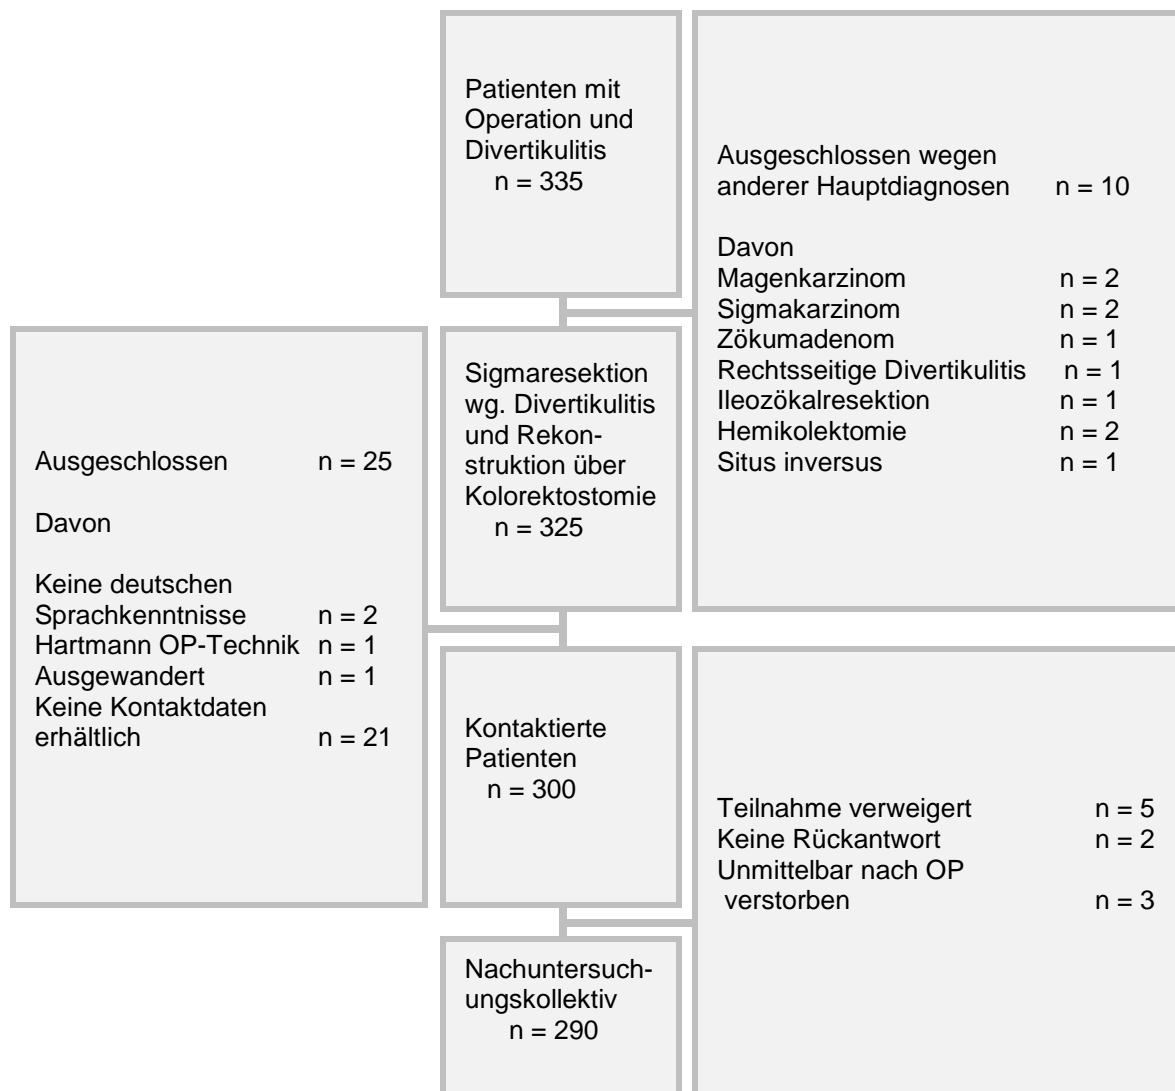 Patienten mit
Operation und
Divertikulitis
n = 335
Ausgeschlossen wegen
anderer Hauptdiagnosen n = 10
Davon
Magenkarzinom n = 2
Sigmakarzinom n = 2
Zökumadenom n = 1
Rechtsseitige Divertikulitis n = 1
Ileozökalresektion n = 1
Hemikolektomie n = 2
Situs inversus n = 1
Sigmaresektion
wg. Divertikulitis
und Rekon-
struktion über
Kolorektostomie
n = 325
Ausgeschlossen n = 25
Davon
Keine deutschen
Sprachkenntnisse n = 2
Hartmann OP-Technik n = 1
Ausgewandert n = 1
Keine Kontaktdaten
erhältlich n = 21
Kontaktierte
Patienten
n = 300
Teilnahme verweigert n = 5
Keine Rückantwort n = 2
Unmittelbar nach OP
verstorben n = 3
Nachuntersuch-
ungskollektiv
n = 290